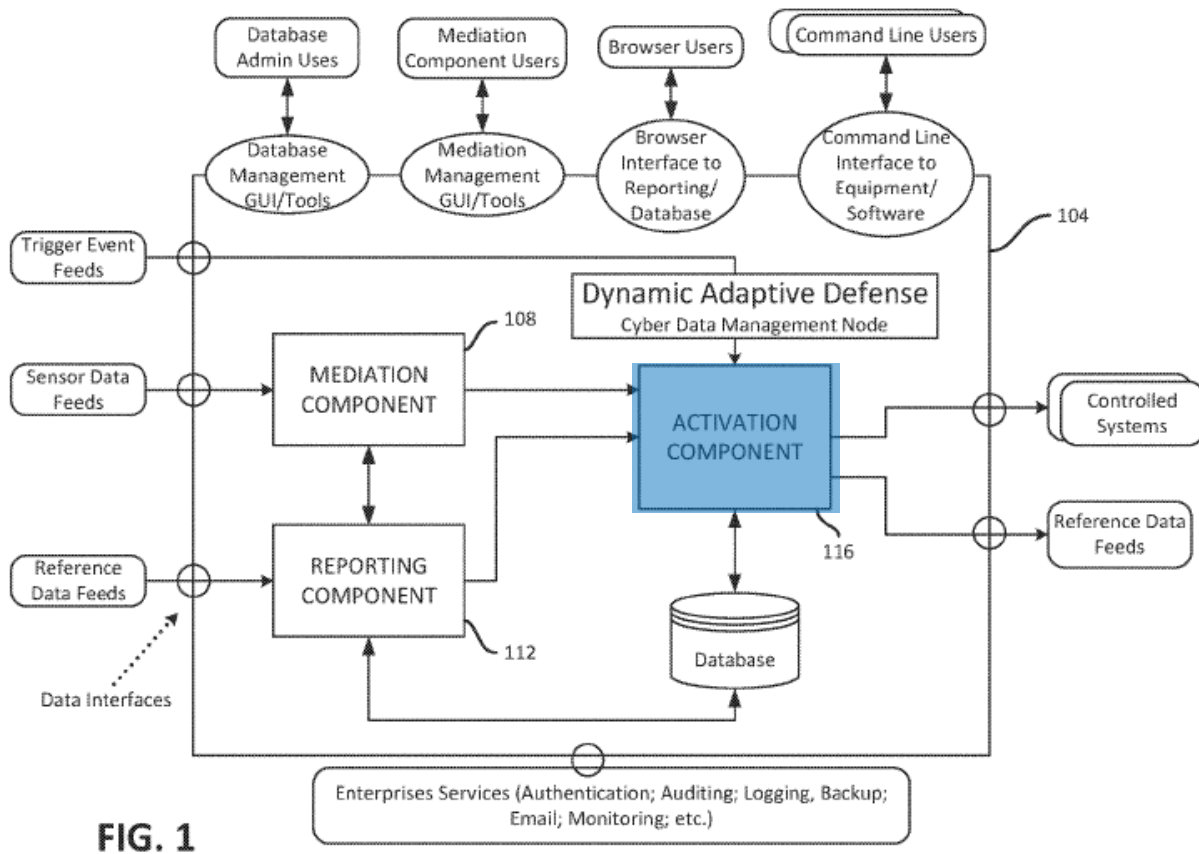 Database
Admin Uses
Mediation
Component Users
Browser Users
Command Line Users
Database
Management
GUI/Tools
Mediation
Management
GUI/Tools
Browser
Interface to
Reporting/
Database
Command Line
Interface to
Equipment/
Software
104
Trigger Event
Feeds
Dynamic Adaptive Defense
Cyber Data Management Node
108
Sensor Data
Feeds
MEDIATION
COMPONENT
ACTIVATION
COMPONENT
Controlled
Systems
116
Reference Data
Feeds
Reference
Data Feeds
REPORTING
COMPONENT
112
Database
Data Interfaces
Enterprises Services (Authentication; Auditing; Logging, Backup;
Email; Monitoring; etc.)
FIG. 1